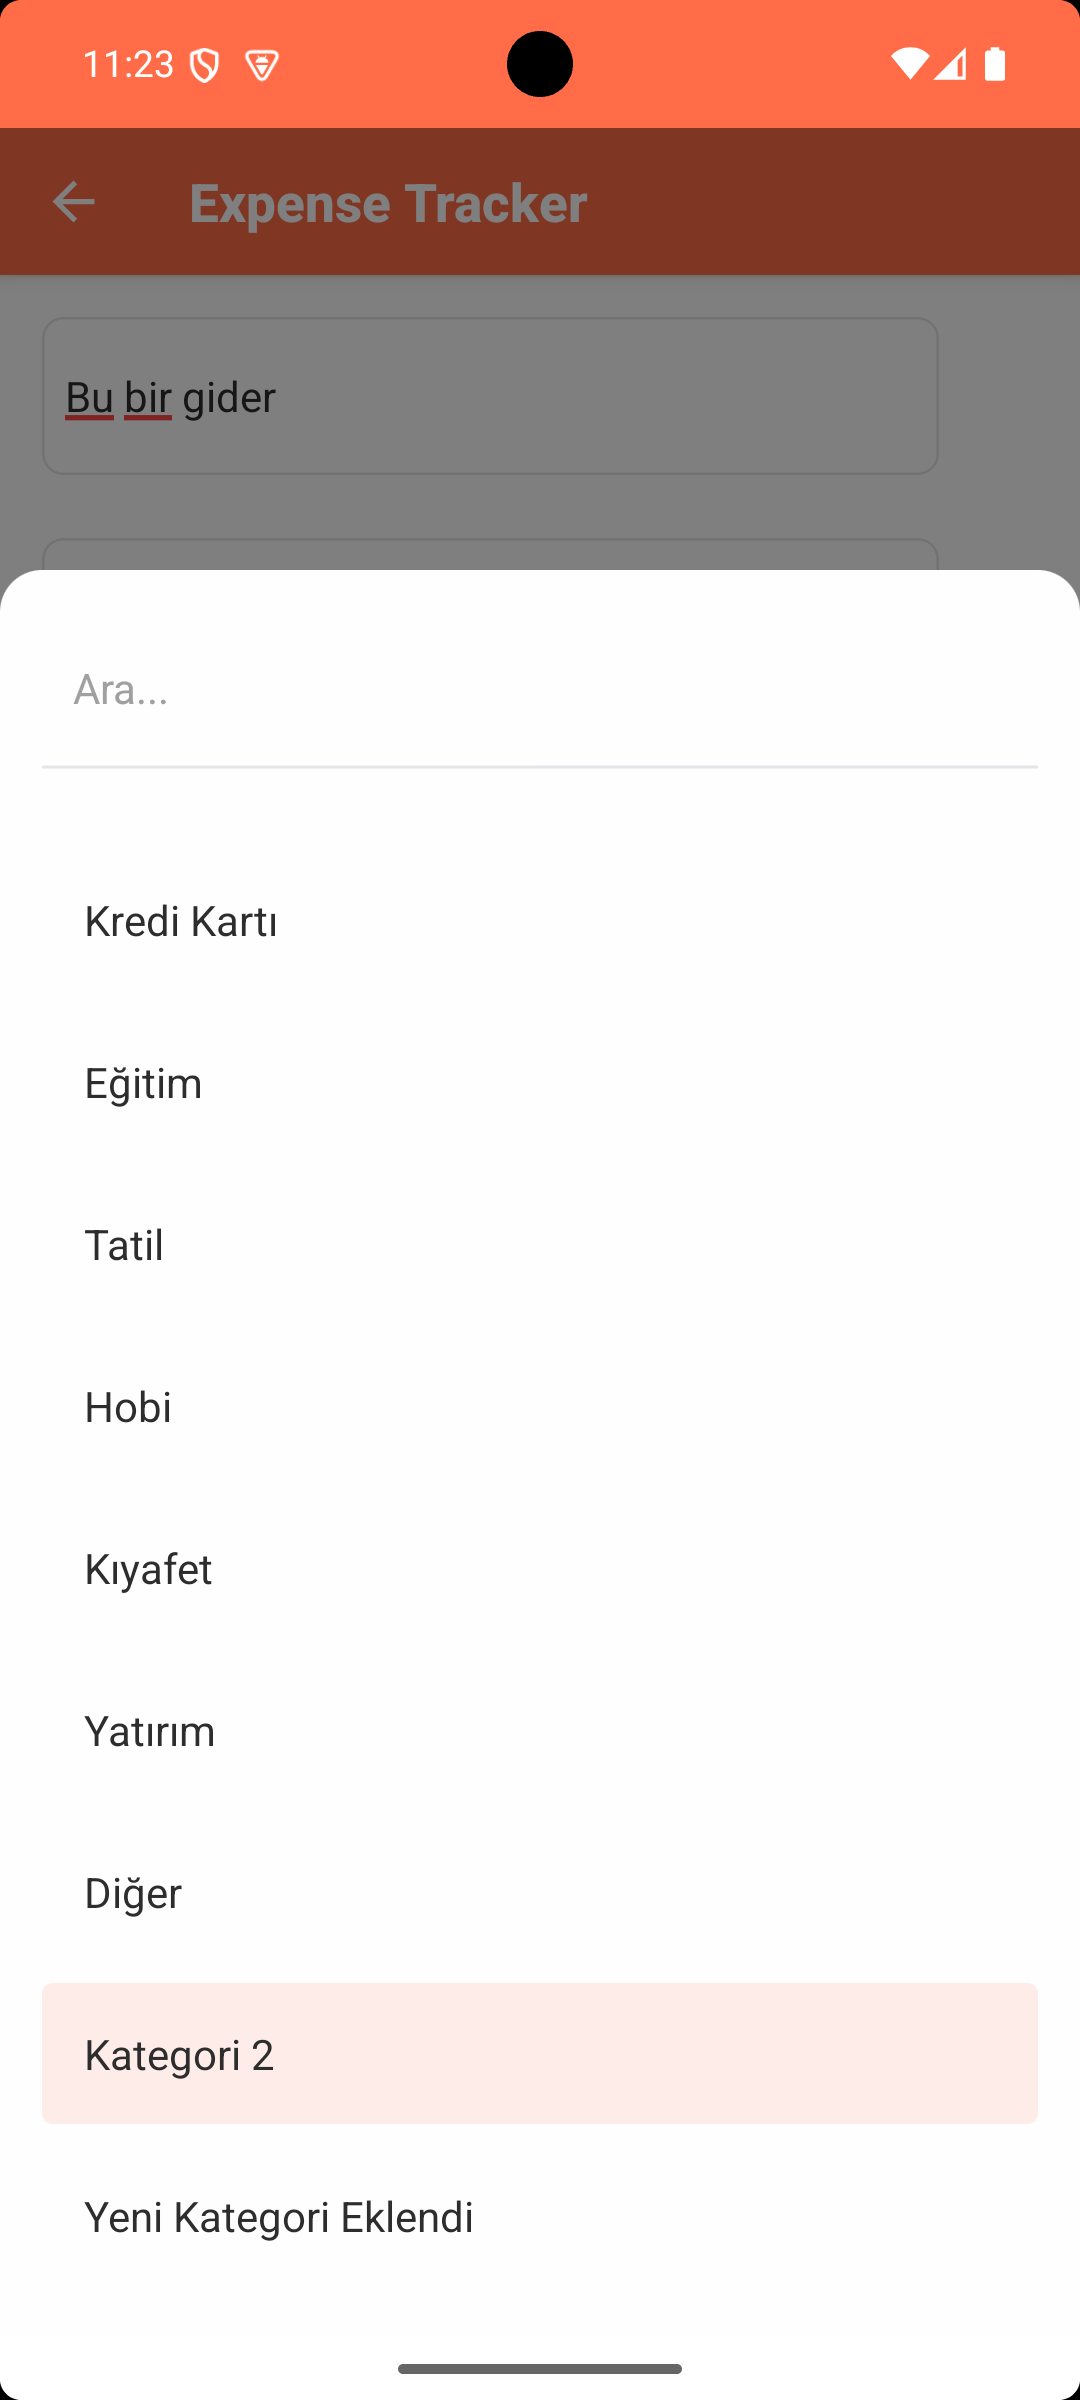 11:23
Expense Tracker
Bu bir gider
Ara...
Kredi Kartı
Eğitim
Tatil
Hobi
Kıyafet
Yatırım
Diğer
Kategori 2
Yeni Kategori Eklendi